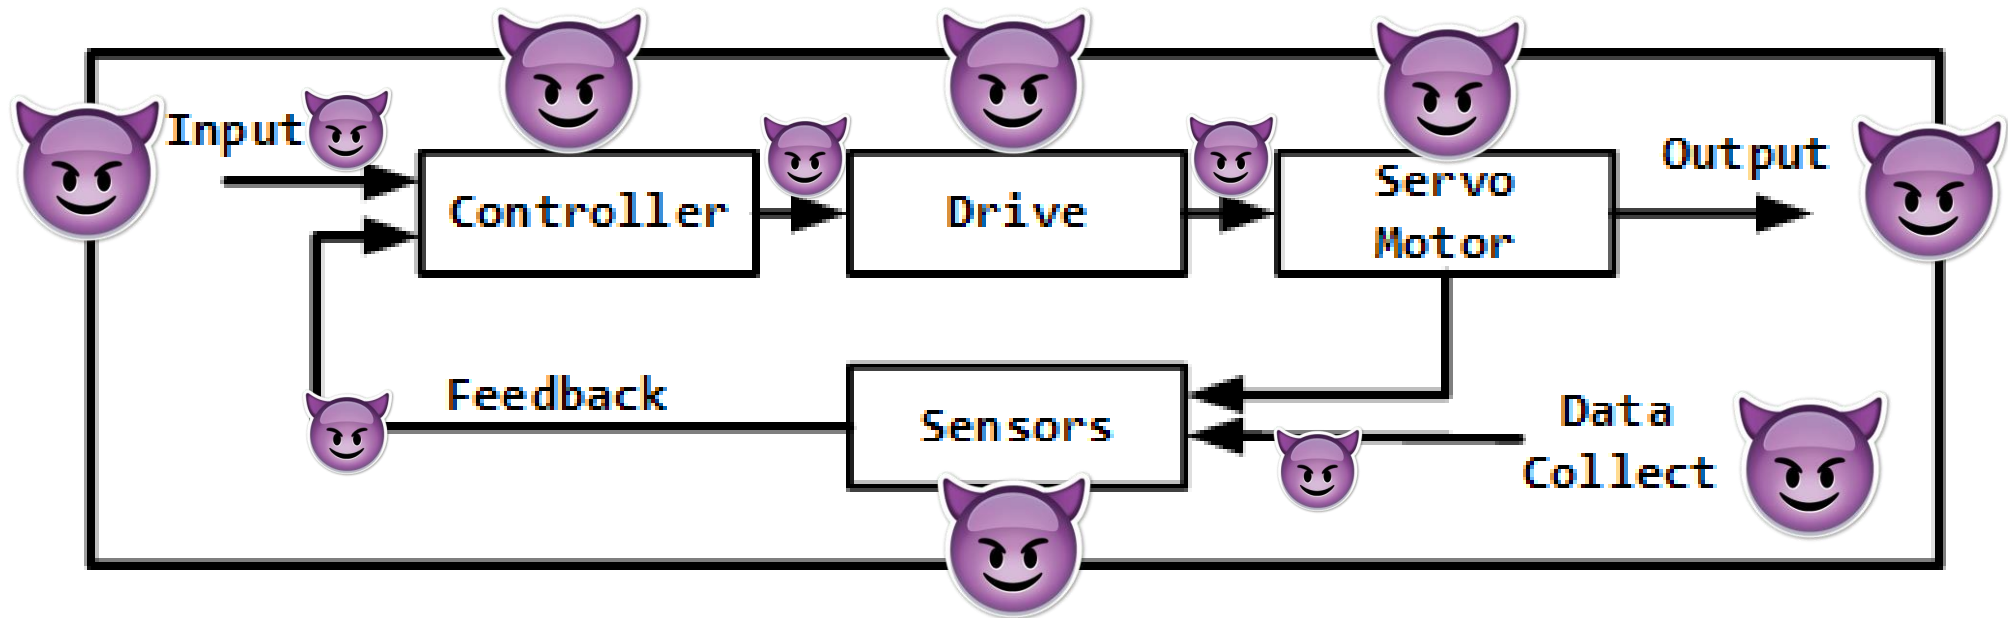 Input
Controller
Drive
Servo
Motor
Output
Feedback
Sensors
Data
Collect